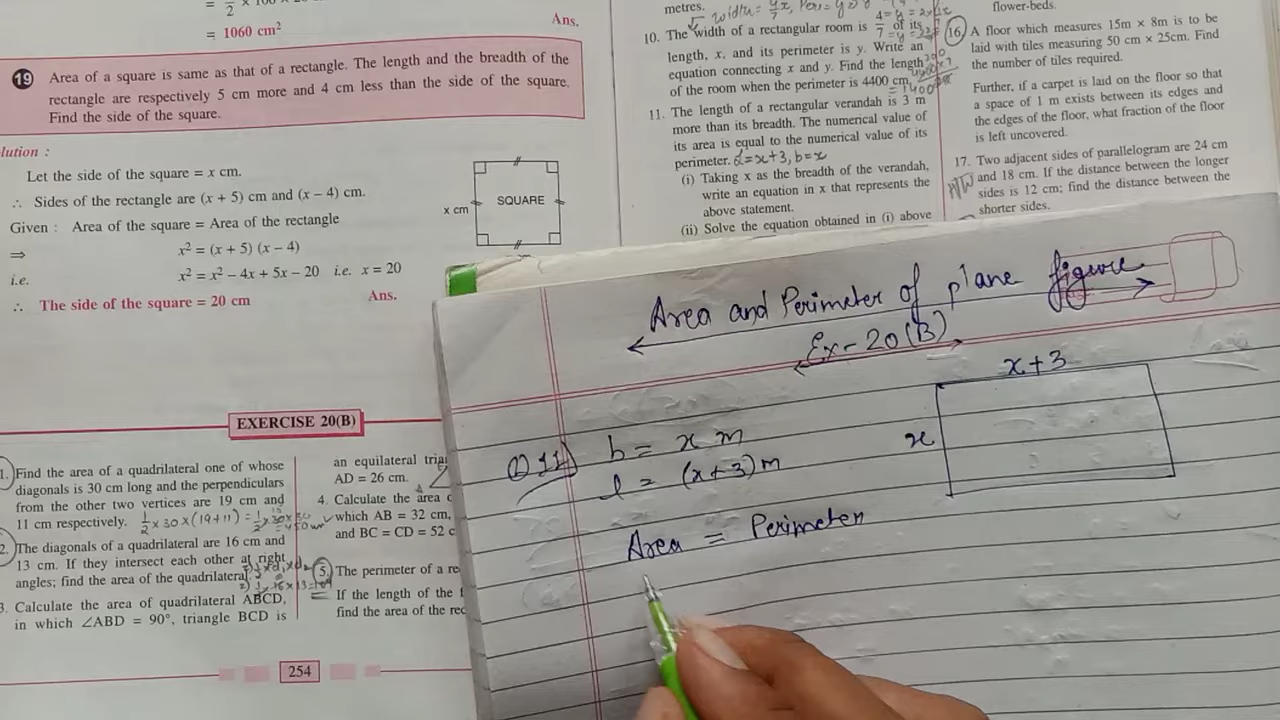 = 1060 cm²
Ans.
19 Area of a square is same as that of a rectangle. The length and the breadth of the
rectangle are respectively 5 cm more and 4 cm less than the side of the square.
Find the side of the square.
lution :
Let the side of the square = x cm.
∴ Sides of the rectangle are (x + 5) cm and (x – 4) cm.
Given : Area of the square = Area of the rectangle
⇒ x² = (x + 5) (x – 4)
i.e. x² = x² – 4x + 5x – 20 i.e. x = 20
∴ The side of the square = 20 cm Ans.
x cm
SQUARE
EXERCISE 20(B)
1. Find the area of a quadrilateral one of whose
diagonals is 30 cm long and the perpendiculars
from the other two vertices are 19 cm and
11 cm respectively.
2. The diagonals of a quadrilateral are 16 cm and
13 cm. If they intersect each other at right
angles; find the area of the quadrilateral.
3. Calculate the area of quadrilateral ABCD,
in which ∠ABD = 90°, triangle BCD is
an equilateral
AD = 26 cm.
4. Calculate the area
which AB = 32 cm,
and BC = CD = 52 c
5. The perimeter of a
If the length of the
find the area of the
254
metres.
10. The width of a rectangular room is 4/7 of its
length, x, and its perimeter is y. Write an
equation connecting x and y. Find the length
of the room when the perimeter is 4400 cm.
11. The length of a rectangular verandah is 3 m
more than its breadth. The numerical value of
its area is equal to the numerical value of its
perimeter. l=x+3, b=x
(i) Taking x as the breadth of the verandah,
write an equation in x that represents the
above statement.
(ii) Solve the equation obtained in (i) above
flower-beds.
16. A floor which measures 15m × 8m is to be
laid with tiles measuring 50 cm × 25cm. Find
the number of tiles required.
Further, if a carpet is laid on the floor so that
a space of 1 m exists between its edges and
the edges of the floor, what fraction of the floor
is left uncovered.
17. Two adjacent sides of parallelogram are 24 cm
and 18 cm. If the distance between the longer
sides is 12 cm; find the distance between the
shorter sides.
Area and Perimeter of plane figure
Ex-20(B)
Q11) b = x m
l = (x+3) m
x+3
x
Area = Perimeter